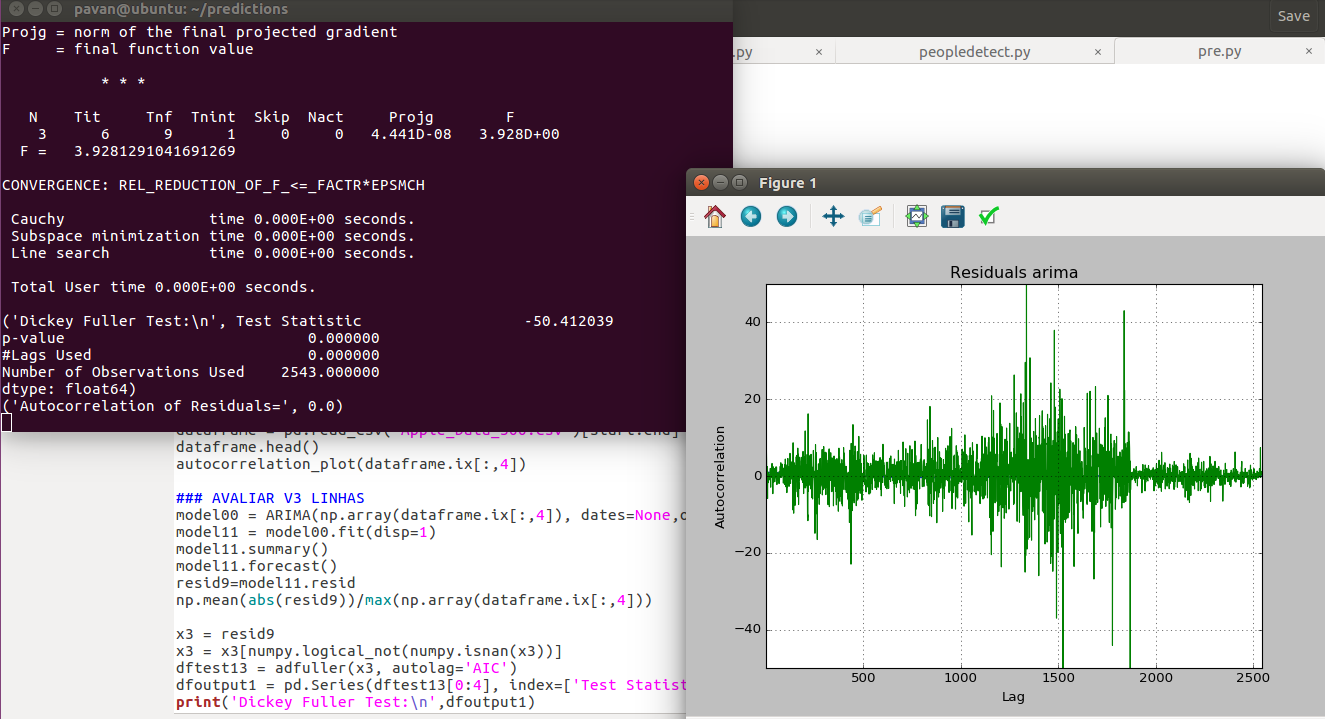 pavan@ubuntu: ~/predictions
Projg = norm of the final projected gradient
F     = final function value
* * *
N    Tit     Tnf  Tnint  Skip  Nact     Projg        F
3      6      9      1     0     0   4.441D-08   3.928D+00
F =   3.9281291041691269
CONVERGENCE: REL_REDUCTION_OF_F_<=_FACTR*EPSMCH
Cauchy                time 0.000E+00 seconds.
Subspace minimization time 0.000E+00 seconds.
Line search           time 0.000E+00 seconds.
Total User time 0.000E+00 seconds.
('Dickey Fuller Test:\n', Test Statistic                  -50.412039
p-value                           0.000000
#Lags Used                        0.000000
Number of Observations Used    2543.000000
dtype: float64)
('Autocorrelation of Residuals=', 0.0)
Save
.py
peopledetect.py
pre.py
dataframe.head()
autocorrelation_plot(dataframe.ix[:,4])
### AVALIAR V3 LINHAS
model00 = ARIMA(np.array(dataframe.ix[:,4]), dates=None,
model11 = model00.fit(disp=1)
model11.summary()
model11.forecast()
resid9=model11.resid
np.mean(abs(resid9))/max(np.array(dataframe.ix[:,4]))
x3 = resid9
x3 = x3[numpy.logical_not(numpy.isnan(x3))]
dftest13 = adfuller(x3, autolag='AIC')
dfoutput1 = pd.Series(dftest13[0:4], index=['Test Statist
print('Dickey Fuller Test:\n',dfoutput1)
Figure 1
Residuals arima
Autocorrelation
40
20
0
−20
−40
500
1000
1500
2000
2500
Lag